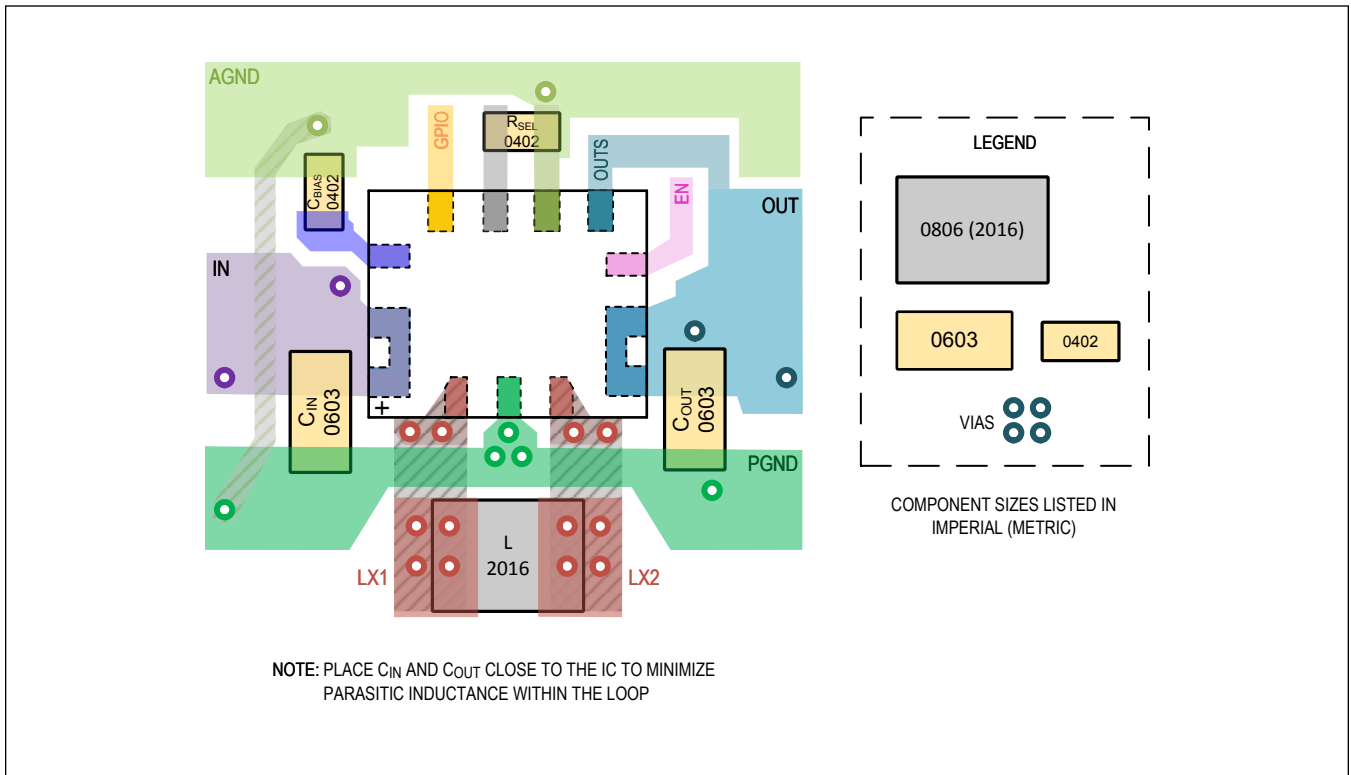 AGND
GPIO
RSEL
0402
OUTS
EN
CBIAS
0402
IN
OUT
CIN
0603
+
COUT
0603
PGND
L
2016
LX1
LX2
NOTE: PLACE CIN AND COUT CLOSE TO THE IC TO MINIMIZE
PARASITIC INDUCTANCE WITHIN THE LOOP
LEGEND
0806 (2016)
0603
0402
VIAS
COMPONENT SIZES LISTED IN
IMPERIAL (METRIC)